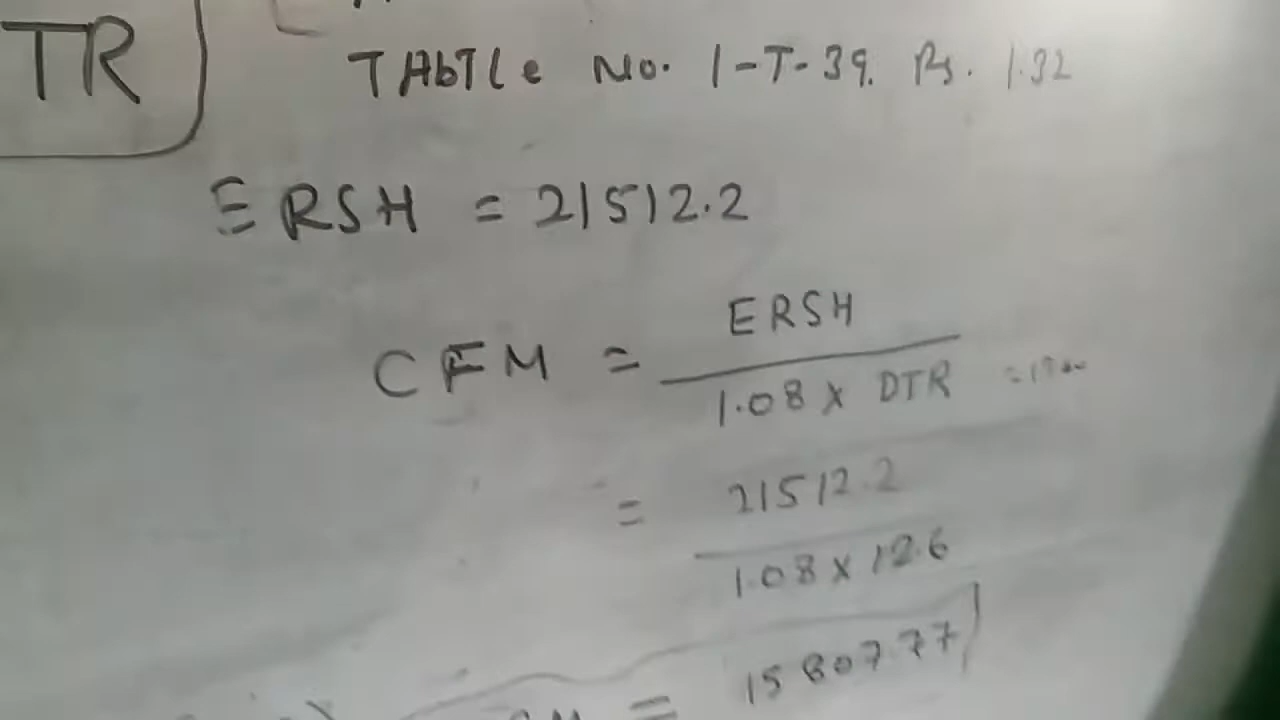 TR
TAbTLe No. 1-T-39. Ps. 1.32
ERSH = 21512.2
CFM = ERSH
1.08 x DTR
= 21512.2
1.08 x 12.6
= 15807.77